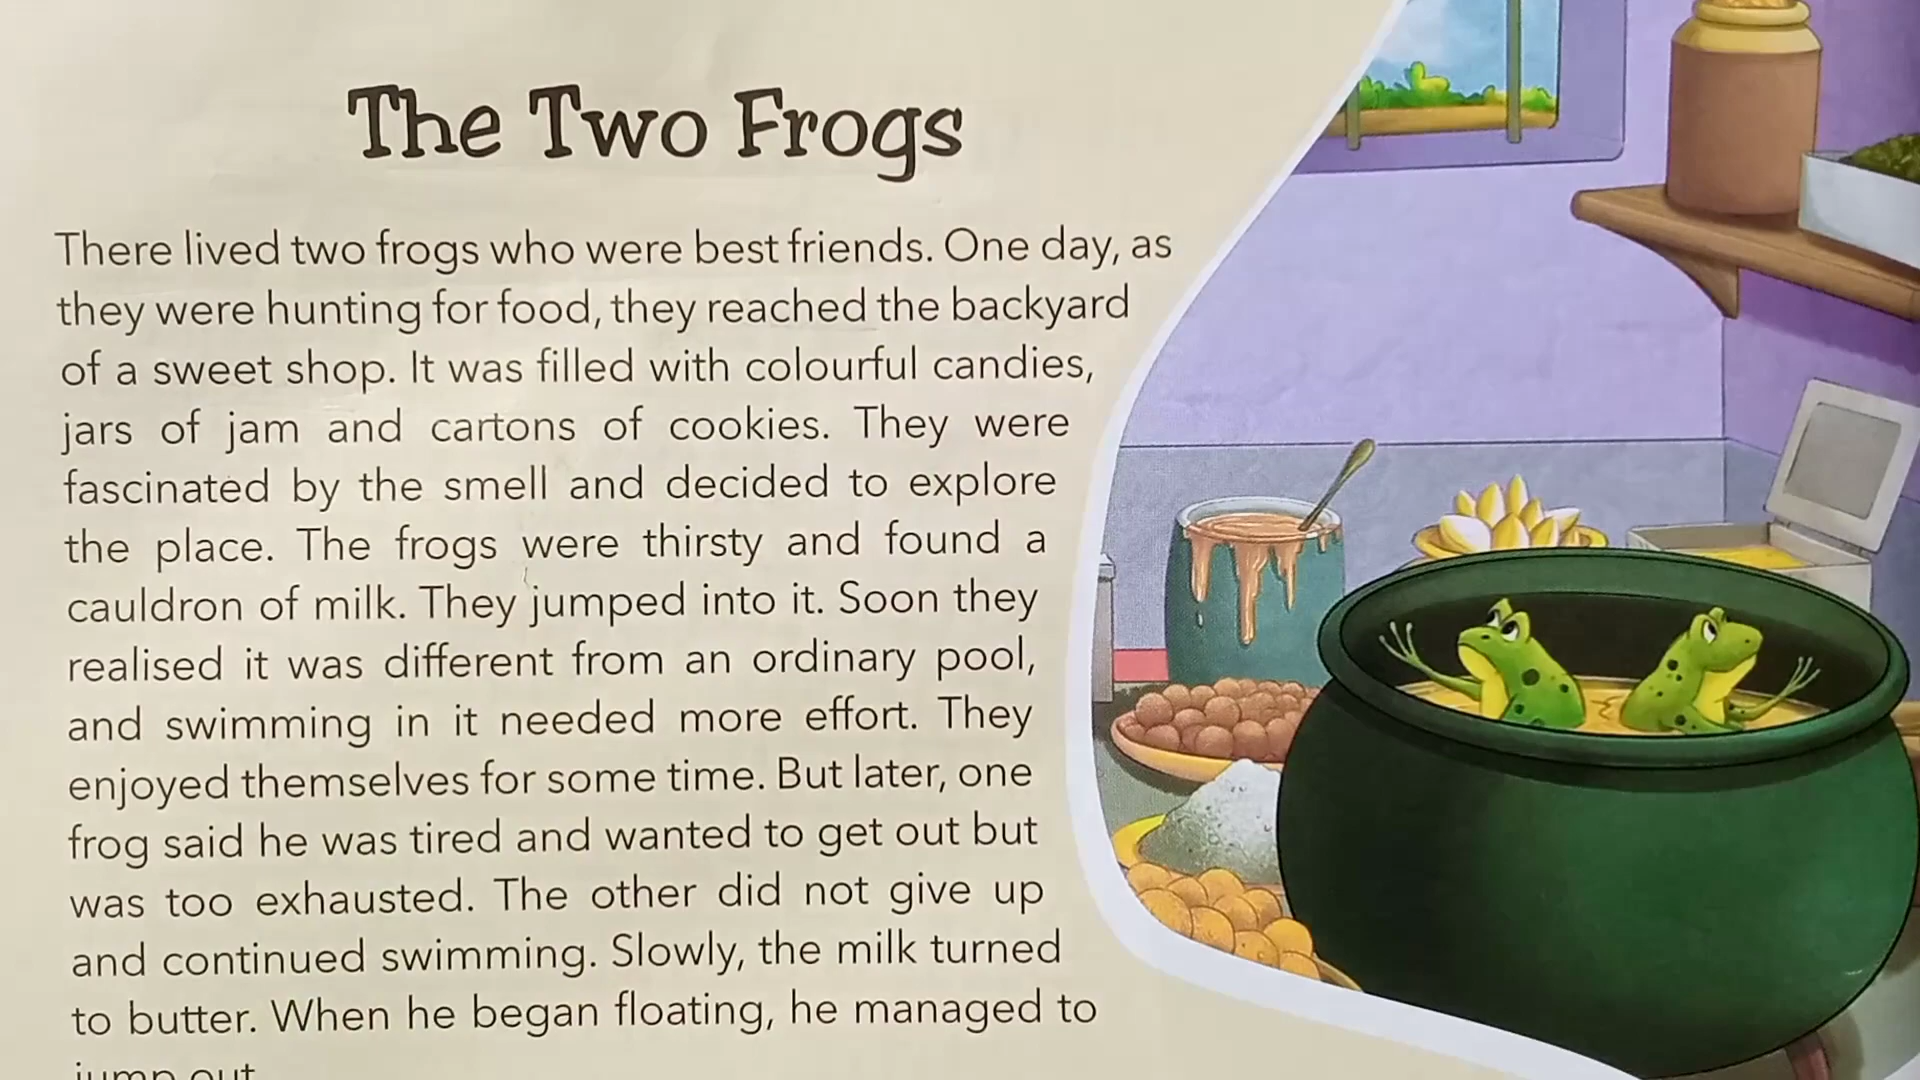 The Two Frogs
There lived two frogs who were best friends. One day, as
they were hunting for food, they reached the backyard
of a sweet shop. It was filled with colourful candies,
jars of jam and cartons of cookies. They were
fascinated by the smell and decided to explore
the place. The frogs were thirsty and found a
cauldron of milk. They jumped into it. Soon they
realised it was different from an ordinary pool,
and swimming in it needed more effort. They
enjoyed themselves for some time. But later, one
frog said he was tired and wanted to get out but
was too exhausted. The other did not give up
and continued swimming. Slowly, the milk turned
to butter. When he began floating, he managed to
jump out